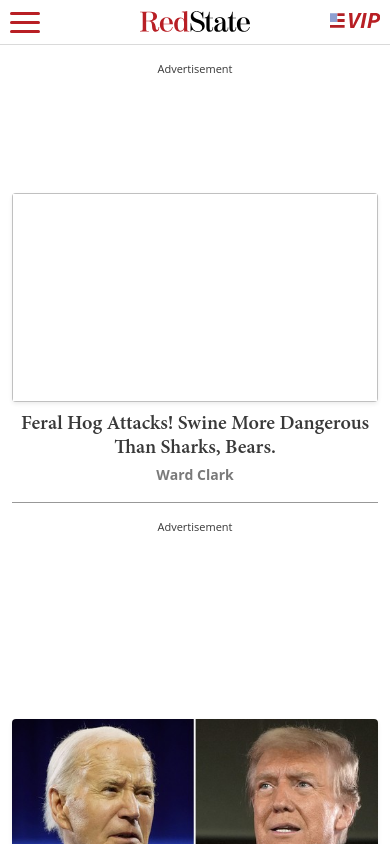 RedState
VIP
Advertisement
Feral Hog Attacks! Swine More Dangerous
Than Sharks, Bears.
Ward Clark
Advertisement